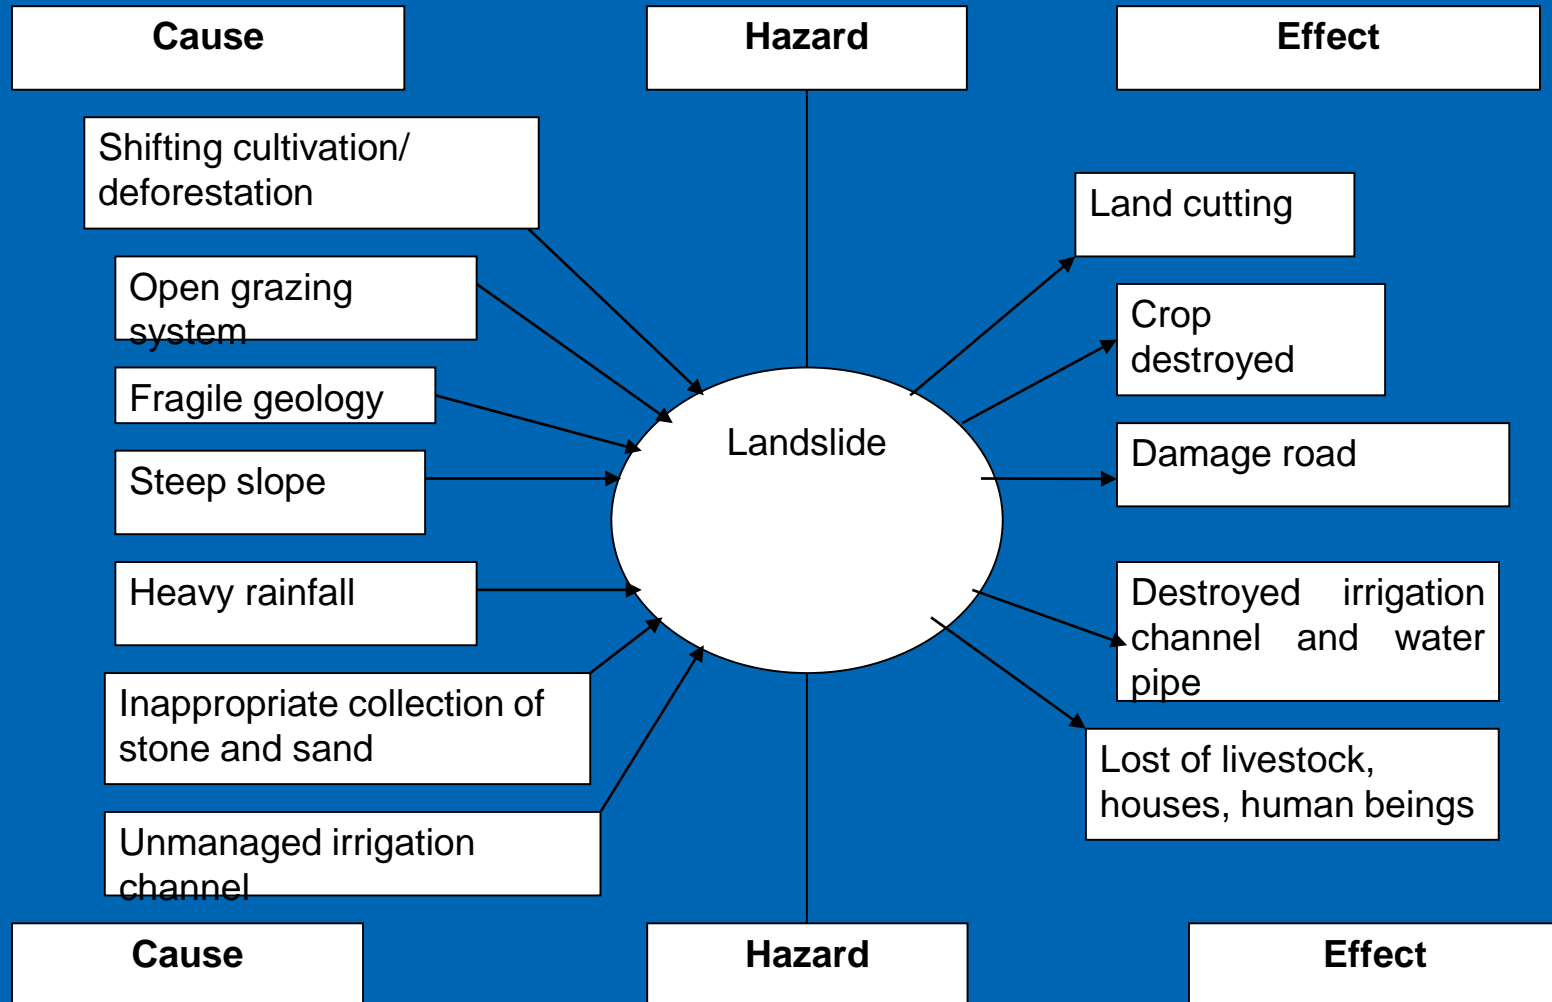 Cause
Hazard
Effect
Shifting cultivation/
deforestation
Open grazing
system
Fragile geology
Steep slope
Heavy rainfall
Inappropriate collection of
stone and sand
Unmanaged irrigation
channel
Landslide
Land cutting
Crop
destroyed
Damage road
Destroyed irrigation
channel and water
pipe
Lost of livestock,
houses, human beings
Cause
Hazard
Effect